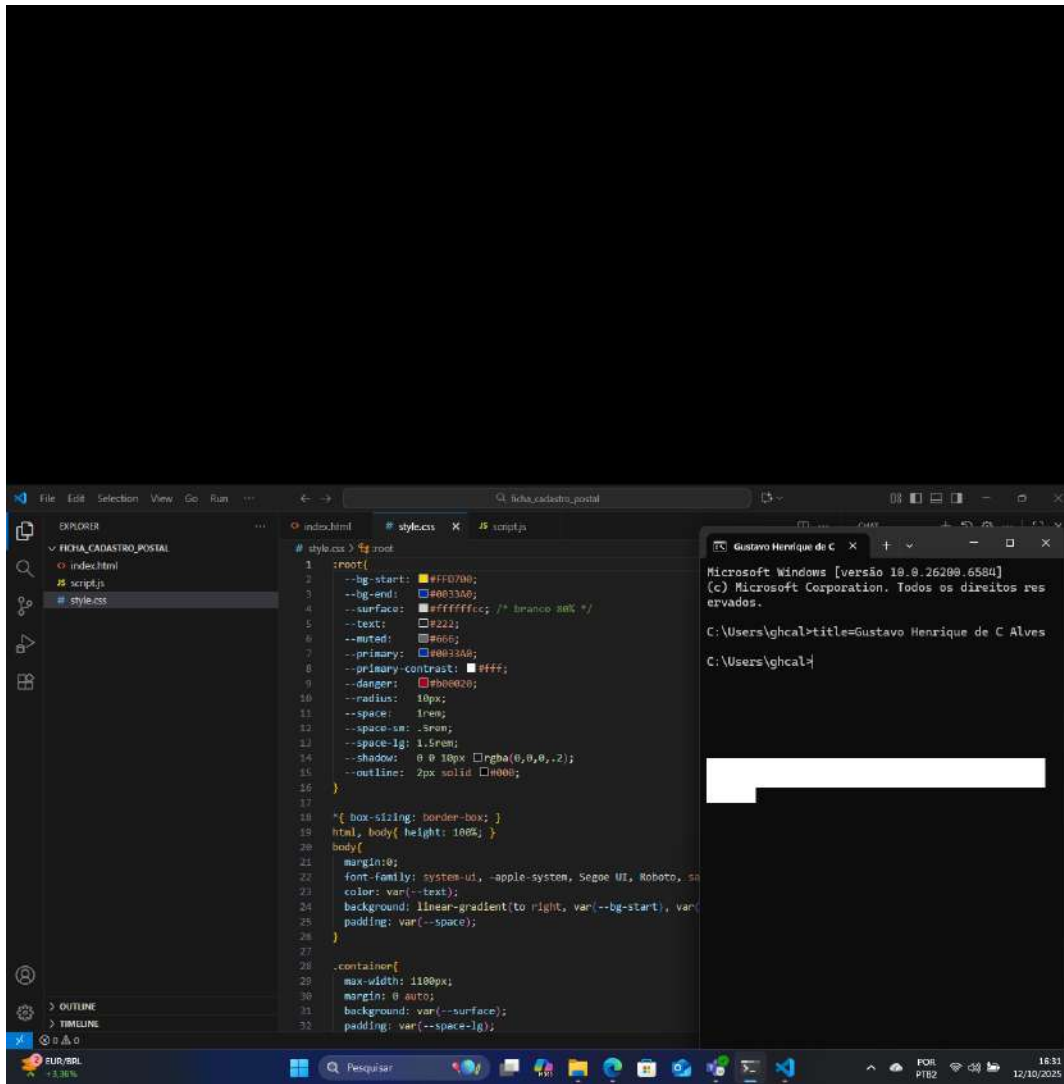 File Edit Selection View Go Run ···
ficha_cadastro_postal
EXPLORER ···
FICHA_CADASTRO_POSTAL
index.html
JS script.js
# style.css
OUTLINE
TIMELINE
index.html # style.css × JS script.js
# style.css > :root
1 :root{
2 --bg-start: #FFD700;
3 --bg-end: #0033A0;
4 --surface: #ffffffcc; /* branco 80% */
5 --text: #222;
6 --muted: #666;
7 --primary: #0033A0;
8 --primary-contrast: #fff;
9 --danger: #b00020;
10 --radius: 10px;
11 --space: 1rem;
12 --space-sm: .5rem;
13 --space-lg: 1.5rem;
14 --shadow: 0 0 10px rgba(0,0,0,.2);
15 --outline: 2px solid #000;
16 }
17
18 *{ box-sizing: border-box; }
19 html, body{ height: 100%; }
20 body{
21 margin:0;
22 font-family: system-ui, -apple-system, Segoe UI, Roboto, sa
23 color: var(--text);
24 background: linear-gradient(to right, var(--bg-start), var(
25 padding: var(--space);
26 }
27
28 .container{
29 max-width: 1100px;
30 margin: 0 auto;
31 background: var(--surface);
32 padding: var(--space-lg);
CHAT
Gustavo Henrique de C
Microsoft Windows [versão 10.0.26200.6584]
(c) Microsoft Corporation. Todos os direitos res
ervados.
C:\Users\ghcal>title=Gustavo Henrique de C Alves
C:\Users\ghcal>
0 0
2
EUR/BRL
+3,36%
Pesquisar
POR
PTB2
16:31
12/10/2025